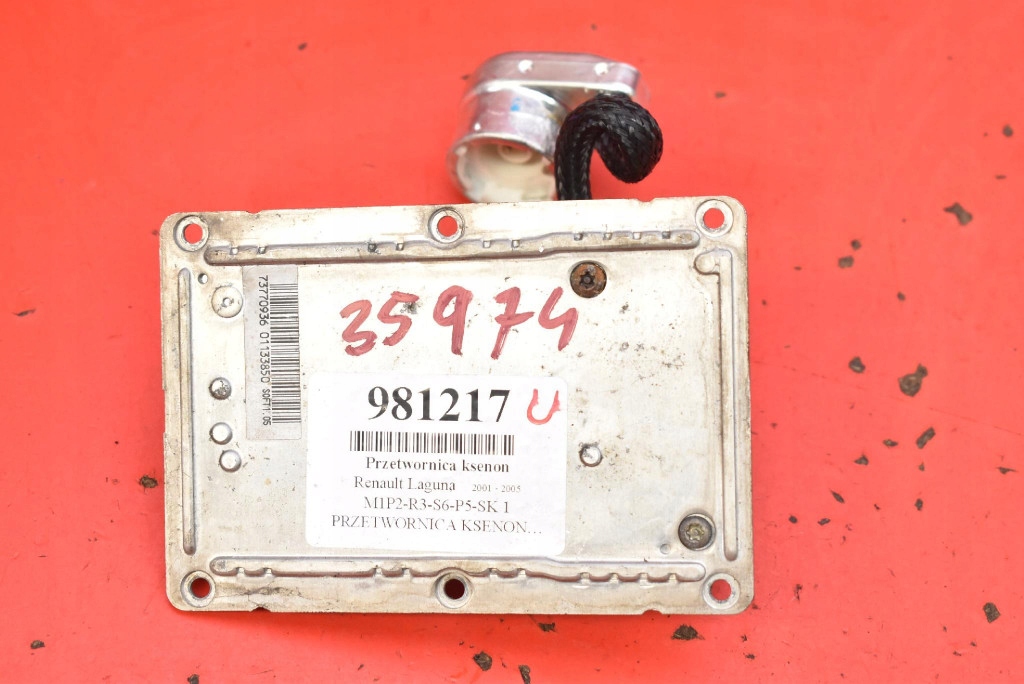 73770936 01133850 SOFT11.05
35974
981217 U
Przetwornica ksenon
Renault Laguna 2001 - 2005
M1P2-R3-S6-P5-SK 1
PRZETWORNICA KSENON…